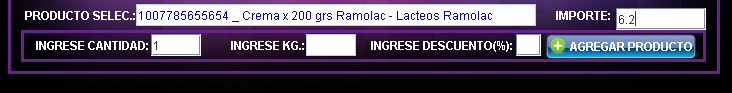 PRODUCTO SELEC.: 1007785655654 _ Crema x 200 grs Ramolac - Lacteos Ramolac IMPORTE: 6.2
INGRESE CANTIDAD: 1 INGRESE KG.: INGRESE DESCUENTO(%): AGREGAR PRODUCTO